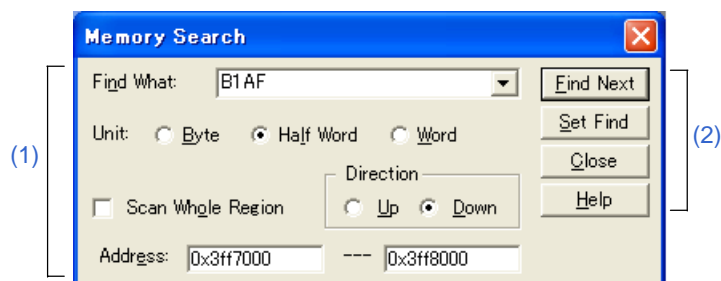 Memory Search
(1)
Find What: B1AF
Find Next
Unit: Byte Half Word Word
Set Find
(2)
Direction
Close
Scan Whole Region Up Down
Help
Address: 0x3ff7000 --- 0x3ff8000